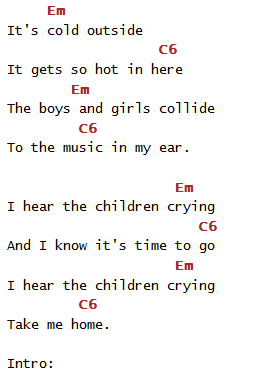 Em
It's cold outside
C6
It gets so hot in here
Em
The boys and girls collide
C6
To the music in my ear.
Em
I hear the children crying
C6
And I know it's time to go
Em
I hear the children crying
C6
Take me home.
Intro: